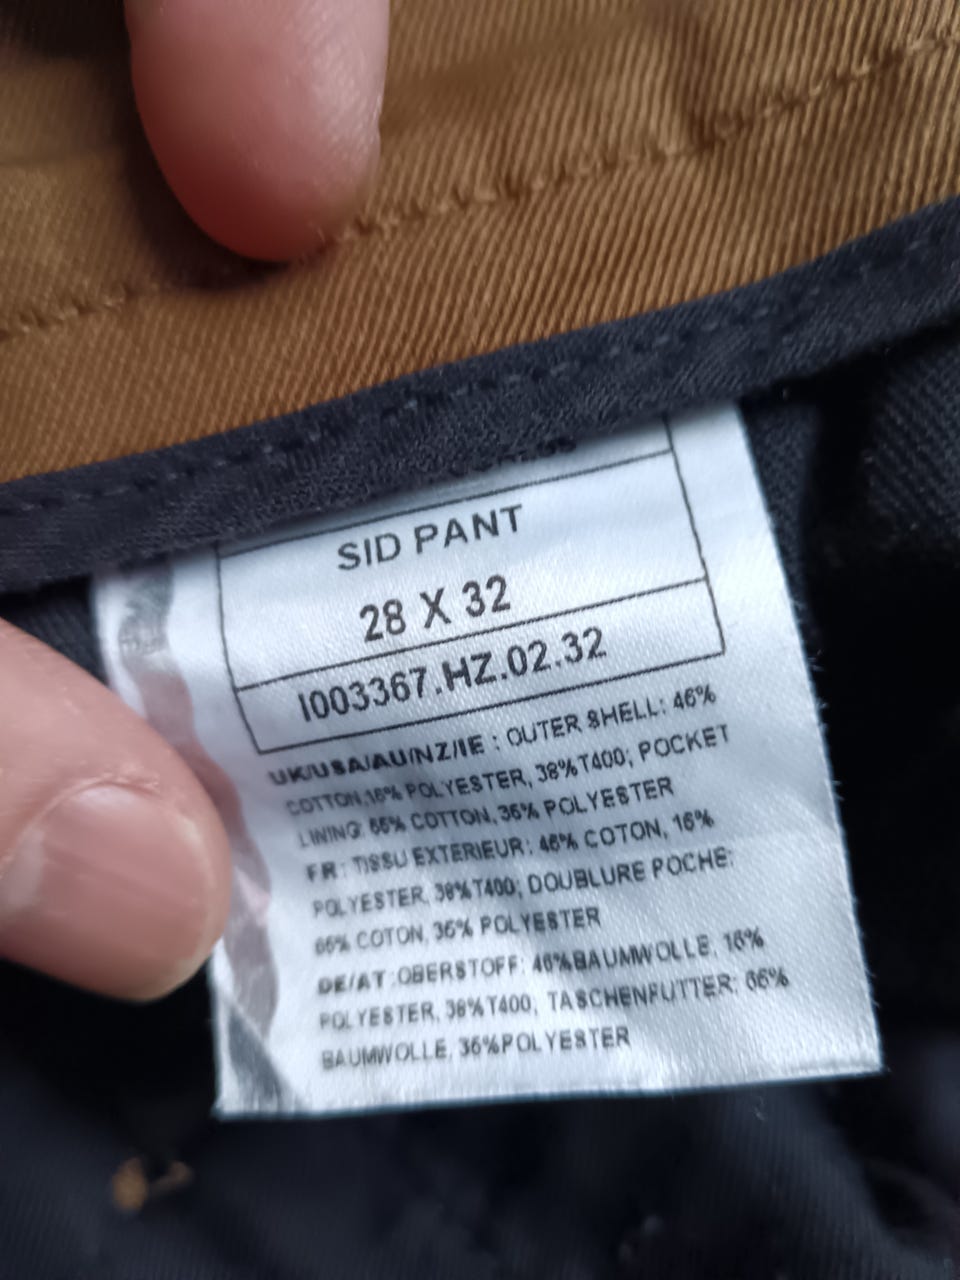 SID PANT
28 X 32
I003367.HZ.02.32
UK/USA/AU/NZ/IE : OUTER SHELL: 46%
COTTON,16% POLYESTER, 38%T400; POCKET
LINING: 65% COTTON, 35% POLYESTER
FR : TISSU EXTERIEUR: 46% COTON, 16%
POLYESTER, 38%T400; DOUBLURE POCHE:
65% COTON, 35% POLYESTER
DE/AT :OBERSTOFF: 46%BAUMWOLLE, 16%
POLYESTER, 38%T400; TASCHENFUTTER: 65%
BAUMWOLLE, 35%POLYESTER